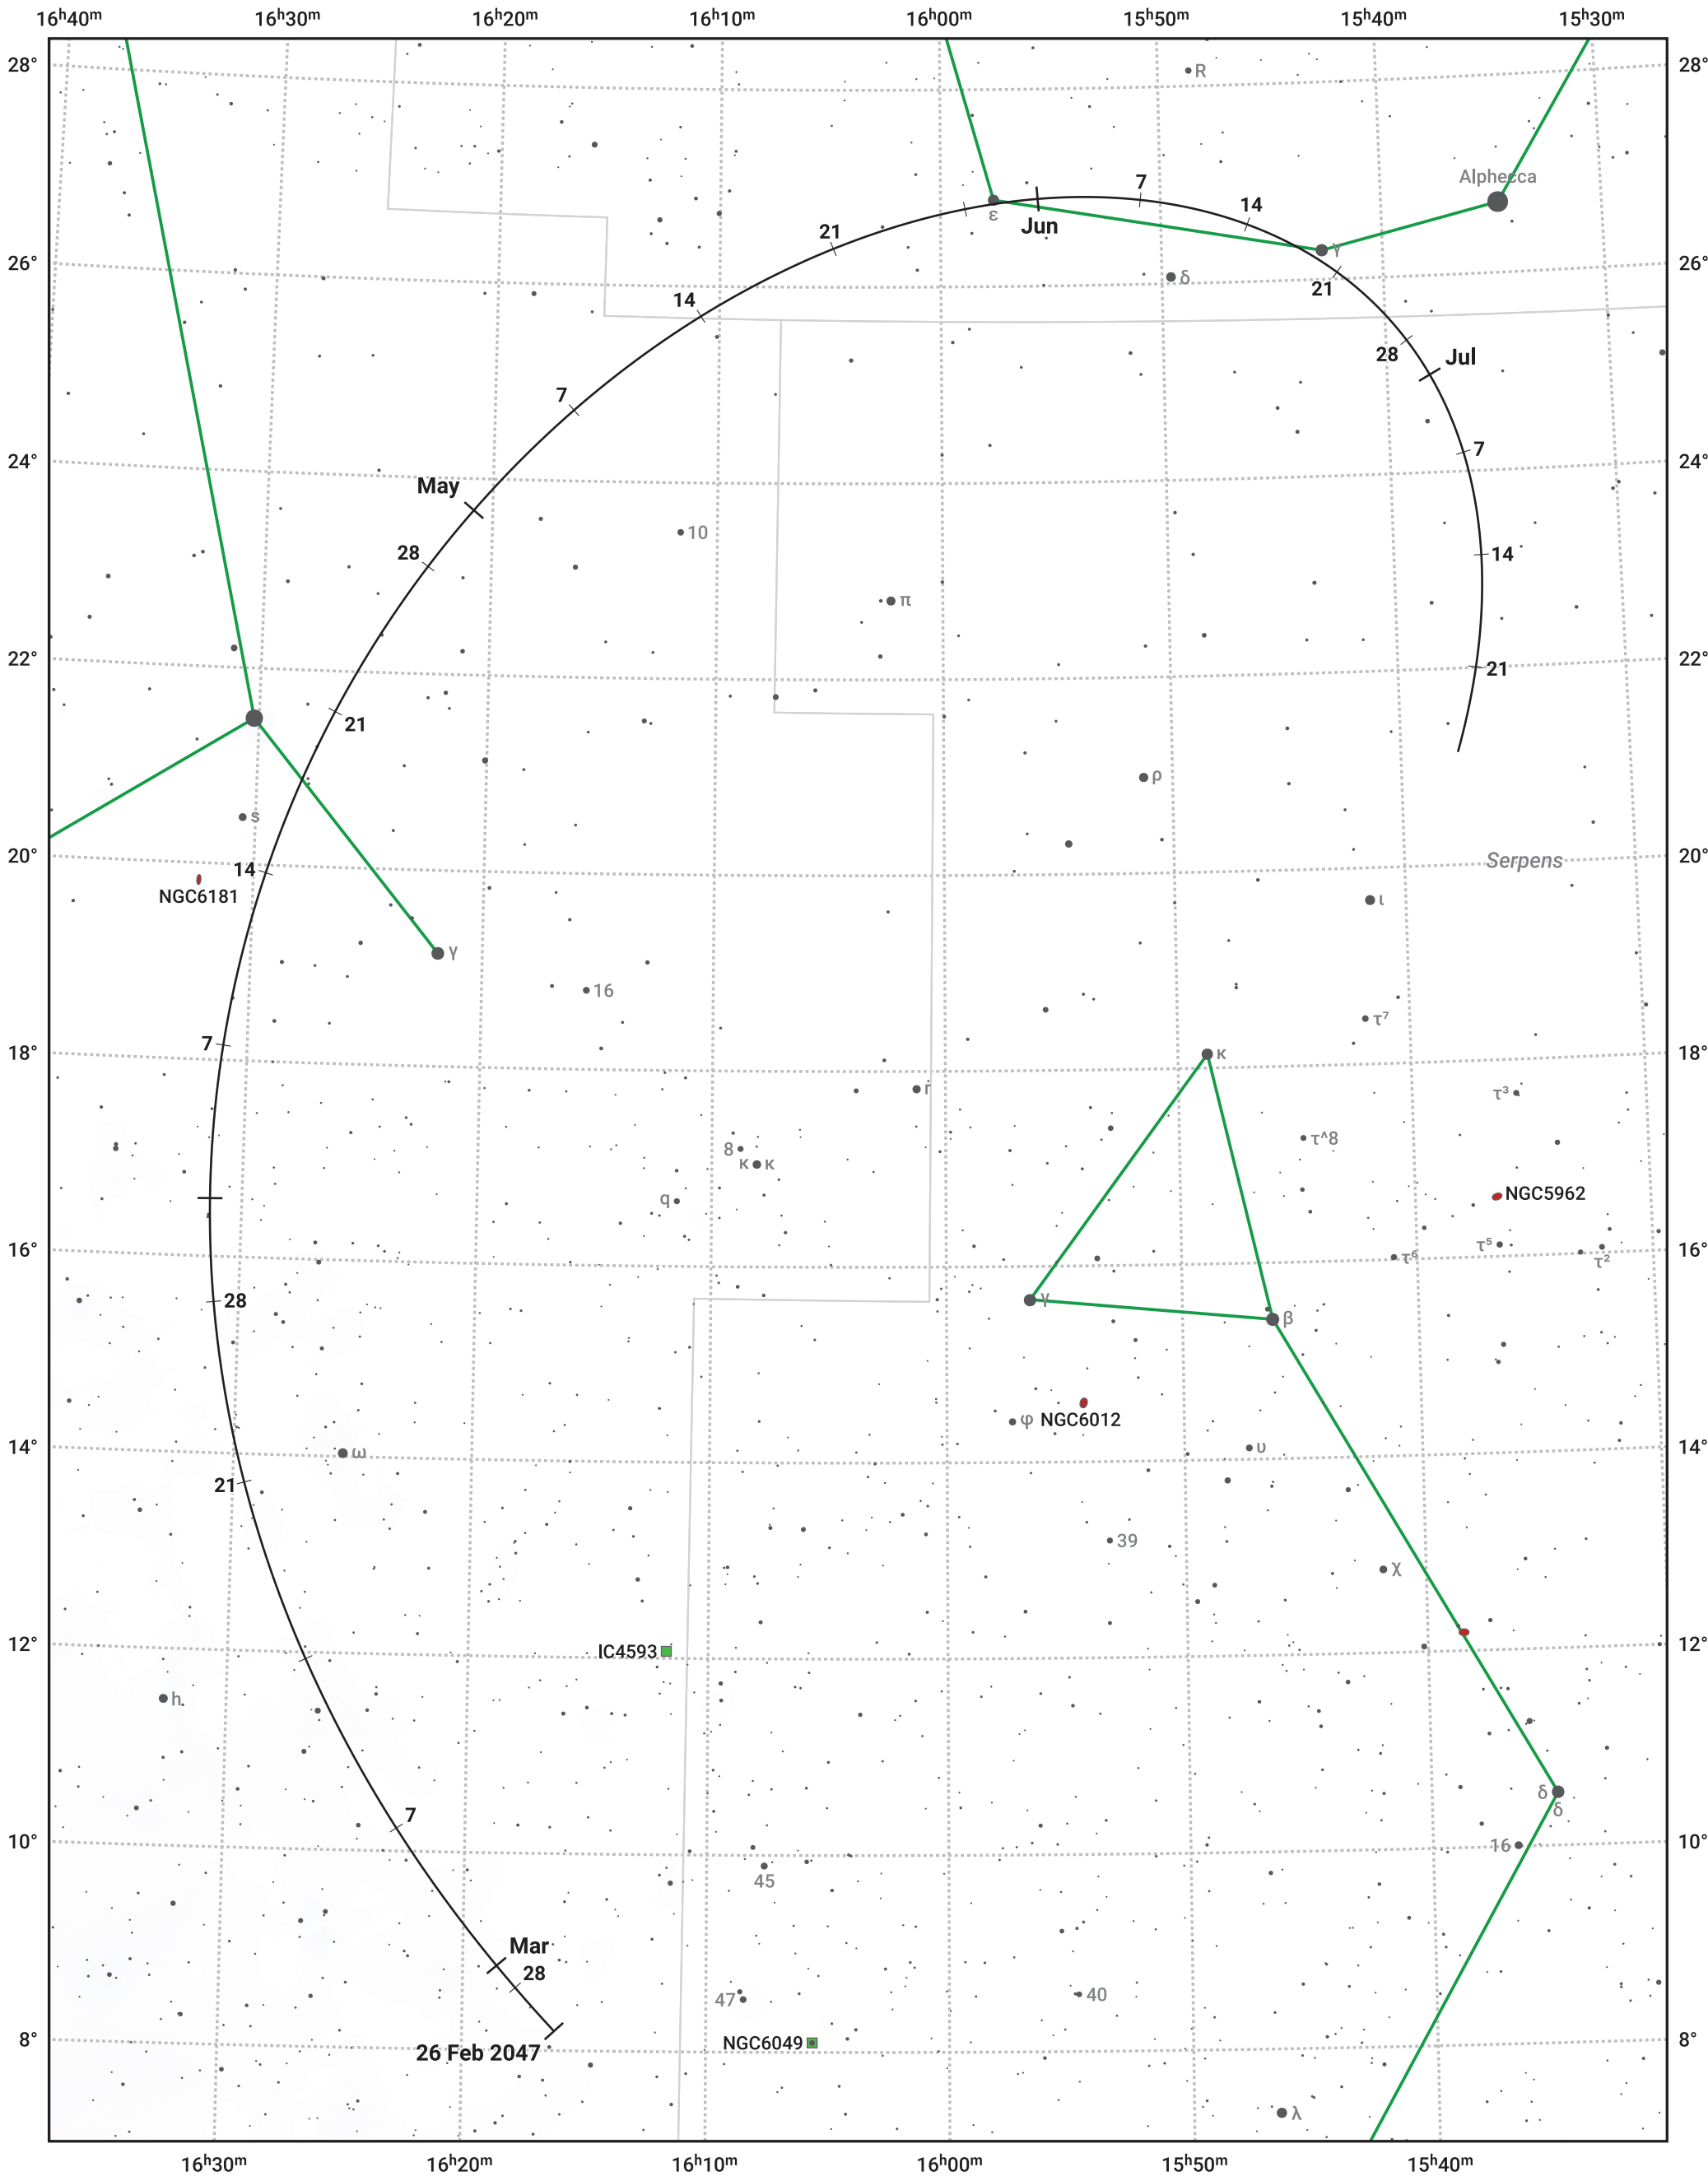 16h40m 16h30m 16h20m 16h10m 16h00m 15h50m 15h40m 15h30m
28° 28°
R
Alphecca
7
14
ε
Jun
21
γ
26° 26°
δ
21
14
28
Jul
7
7
24° 24°
May
10
14
28
π
22° 22°
21
21
ρ
s
20° 20°
Serpens
14
NGC6181
ι
γ
16
τ⁷
7
18° 18°
κ
r
τ³
τ^8
8
κ κ
q
NGC5962
16° 16°
τ⁵
τ⁶
τ²
28
γ
β
φ
NGC6012
14° 14°
ω
υ
21
39
χ
12° 12°
IC4593
h
δ
δ
7
10° 10°
16
45
Mar
28
47
40
8° 8°
NGC6049
26 Feb 2047
λ
16h30m 16h20m 16h10m 16h00m 15h50m 15h40m